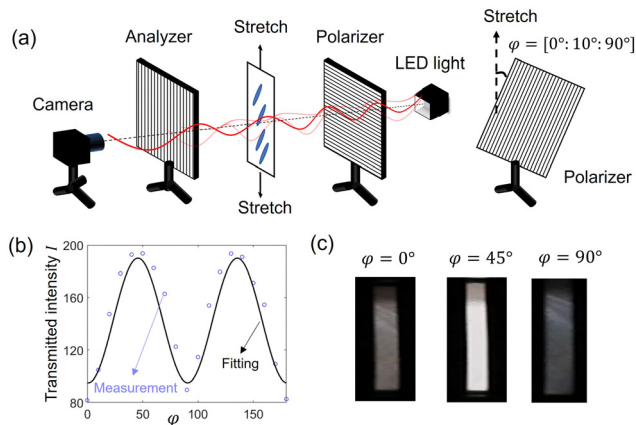 (a)
Analyzer
Stretch
Polarizer
LED light
Camera
Stretch
Stretch
φ = [0°: 10°: 90°]
Polarizer
(b)
Transmitted intensity I
200
160
120
80
Measurement
Fitting
0
50
100
150
φ
(c)
φ = 0°
φ = 45°
φ = 90°